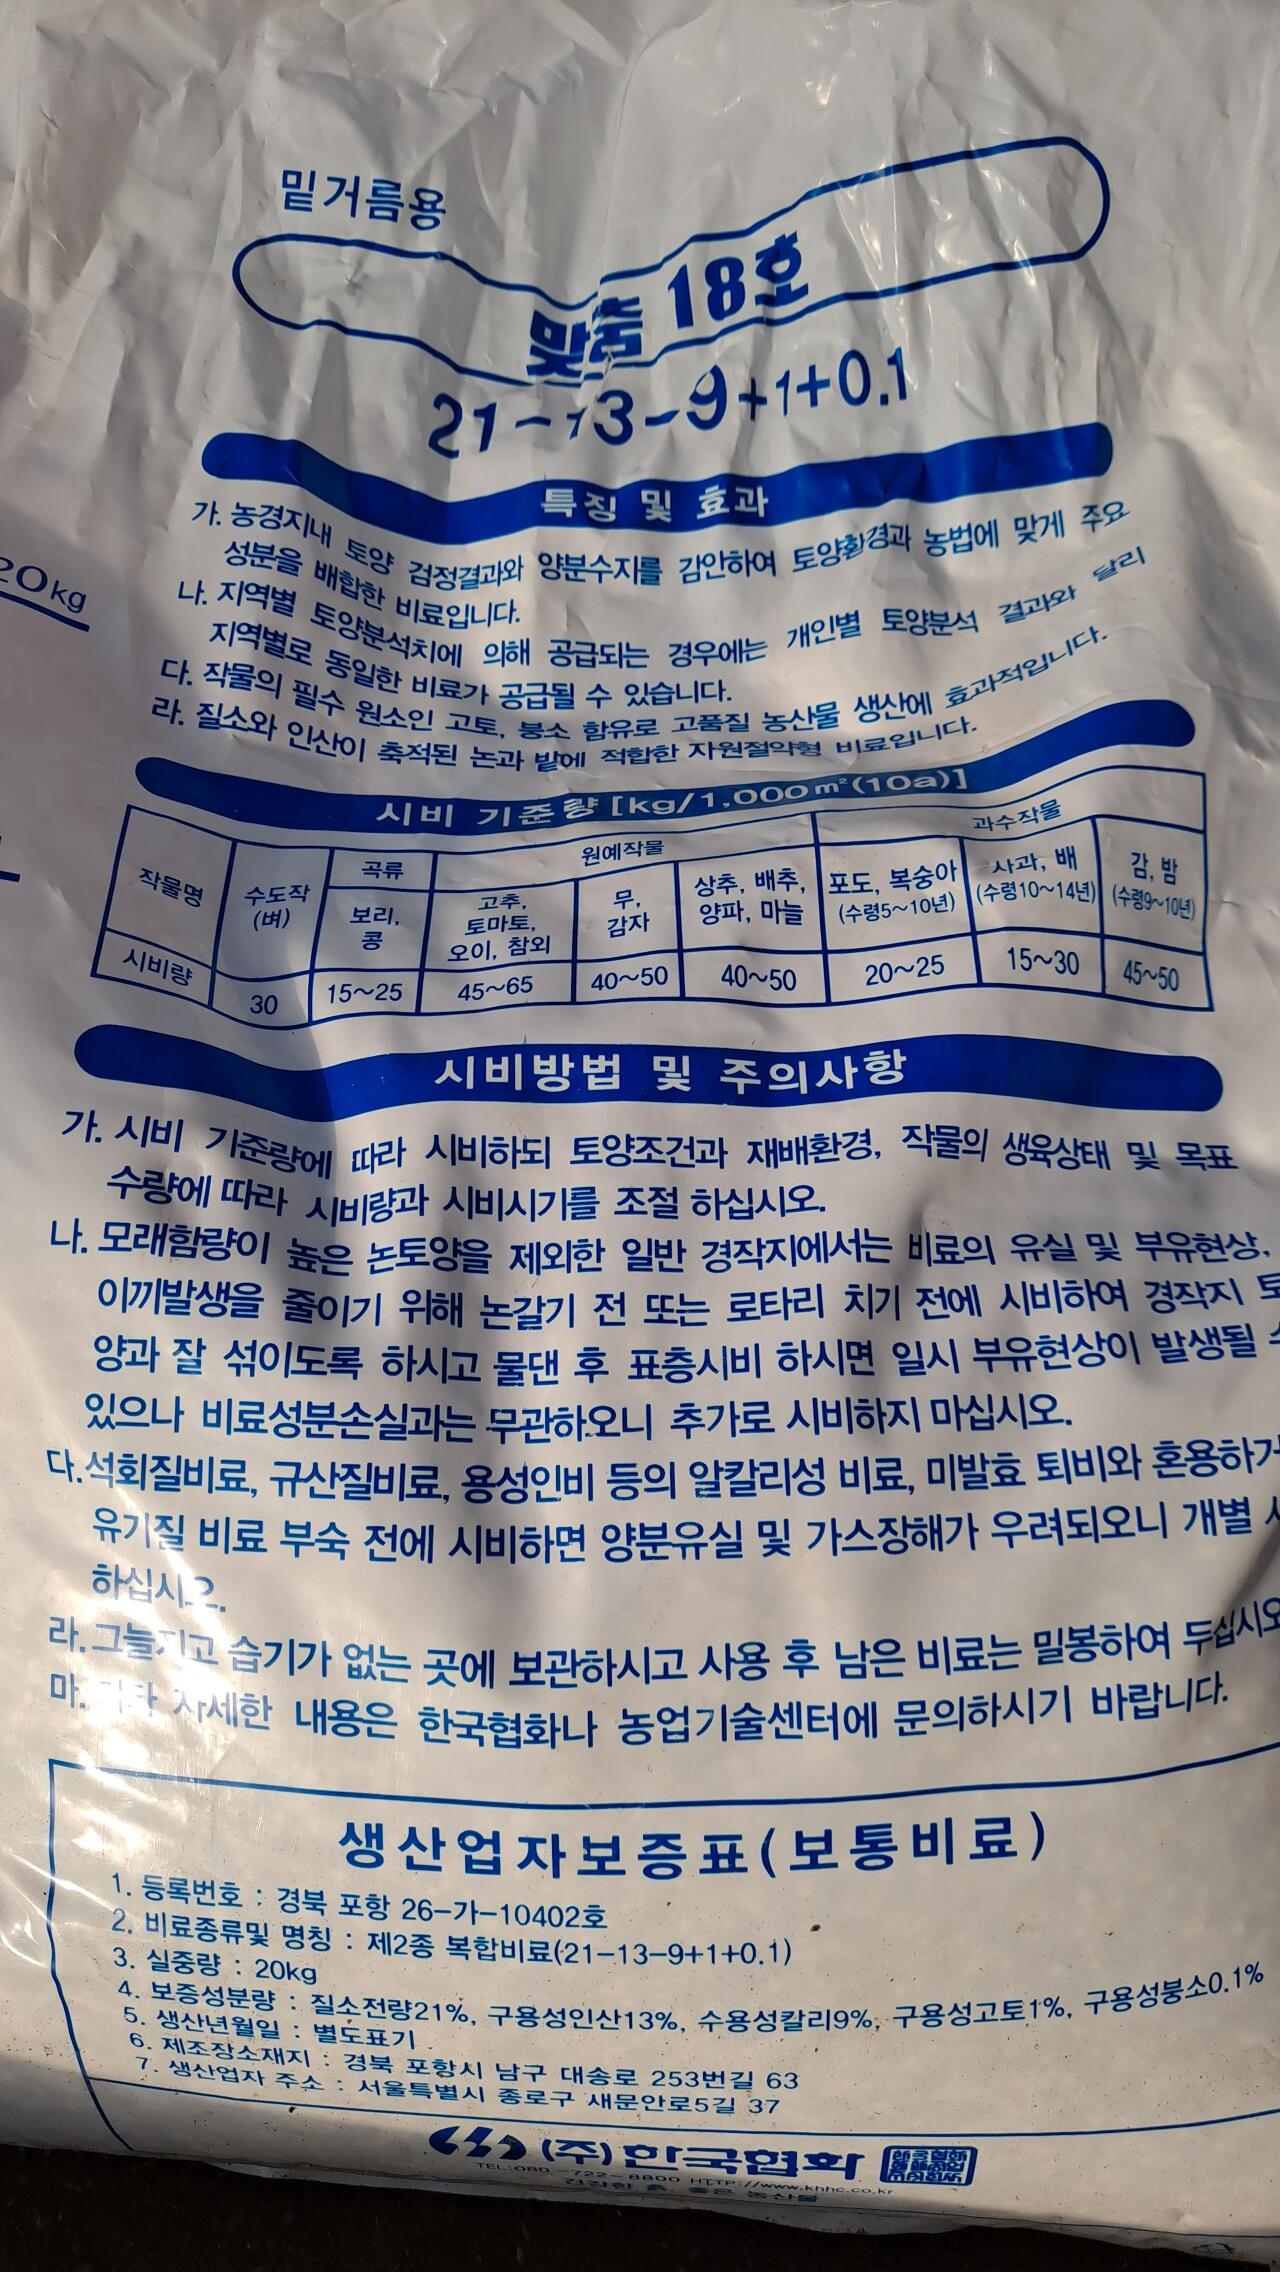 밑거름용
맞춤 18호
21-13-9+1+0.1
특징 및 효과
가. 농경지내 토양 검정결과와 양분수지를 감안하여 토양환경과 농법에 맞게 주요
성분을 배합한 비료입니다.
나. 지역별 토양분석치에 의해 공급되는 경우에는 개인별 토양분석 결과와 달리
지역별로 동일한 비료가 공급될 수 있습니다.
다. 작물의 필수 원소인 고토, 붕소 함유로 고품질 농산물 생산에 효과적입니다.
라. 질소와 인산이 축적된 논과 밭에 적합한 자원절약형 비료입니다.
20kg
시비 기준량 [kg/1,000㎡(10a)]
작물명 수도작 (벼) 곡류 원예작물 과수작물
보리, 콩 고추, 토마토, 오이, 참외 무, 감자 상추, 배추, 양파, 마늘 포도, 복숭아 (수령5~10년) 사과, 배 (수령10~14년) 감, 밤 (수령9~10년)
시비량 30 15~25 45~65 40~50 40~50 20~25 15~30 45~50
시비방법 및 주의사항
가. 시비 기준량에 따라 시비하되 토양조건과 재배환경, 작물의 생육상태 및 목표
수량에 따라 시비량과 시비시기를 조절 하십시오.
나. 모래함량이 높은 논토양을 제외한 일반 경작지에서는 비료의 유실 및 부유현상,
이끼발생을 줄이기 위해 논갈기 전 또는 로타리 치기 전에 시비하여 경작지 토
양과 잘 섞이도록 하시고 물댄 후 표층시비 하시면 일시 부유현상이 발생될
있으나 비료성분손실과는 무관하오니 추가로 시비하지 마십시오.
다.석회질비료, 규산질비료, 용성인비 등의 알칼리성 비료, 미발효 퇴비와 혼용하거
유기질 비료 부숙 전에 시비하면 양분유실 및 가스장해가 우려되오니 개별
하십시오.
라.그늘지고 습기가 없는 곳에 보관하시고 사용 후 남은 비료는 밀봉하여 두십시오
마.기타 자세한 내용은 한국협화나 농업기술센터에 문의하시기 바랍니다.
생산업자보증표(보통비료)
1. 등록번호 : 경북 포항 26-가-10402호
2. 비료종류및 명칭 : 제2종 복합비료(21-13-9+1+0.1)
3. 실중량 : 20kg
4. 보증성분량 : 질소전량21%, 구용성인산13%, 수용성칼리9%, 구용성고토1%, 구용성붕소0.1%
5. 생산년월일 : 별도표기
6. 제조장소재지 : 경북 포항시 남구 대송로 253번길 63
7. 생산업자 주소 : 서울특별시 종로구 새문안로5길 37
(주)한국협화
TEL:080-722-8800 HTTP://www.khhc.co.kr
건강한 흙, 좋은 농산물